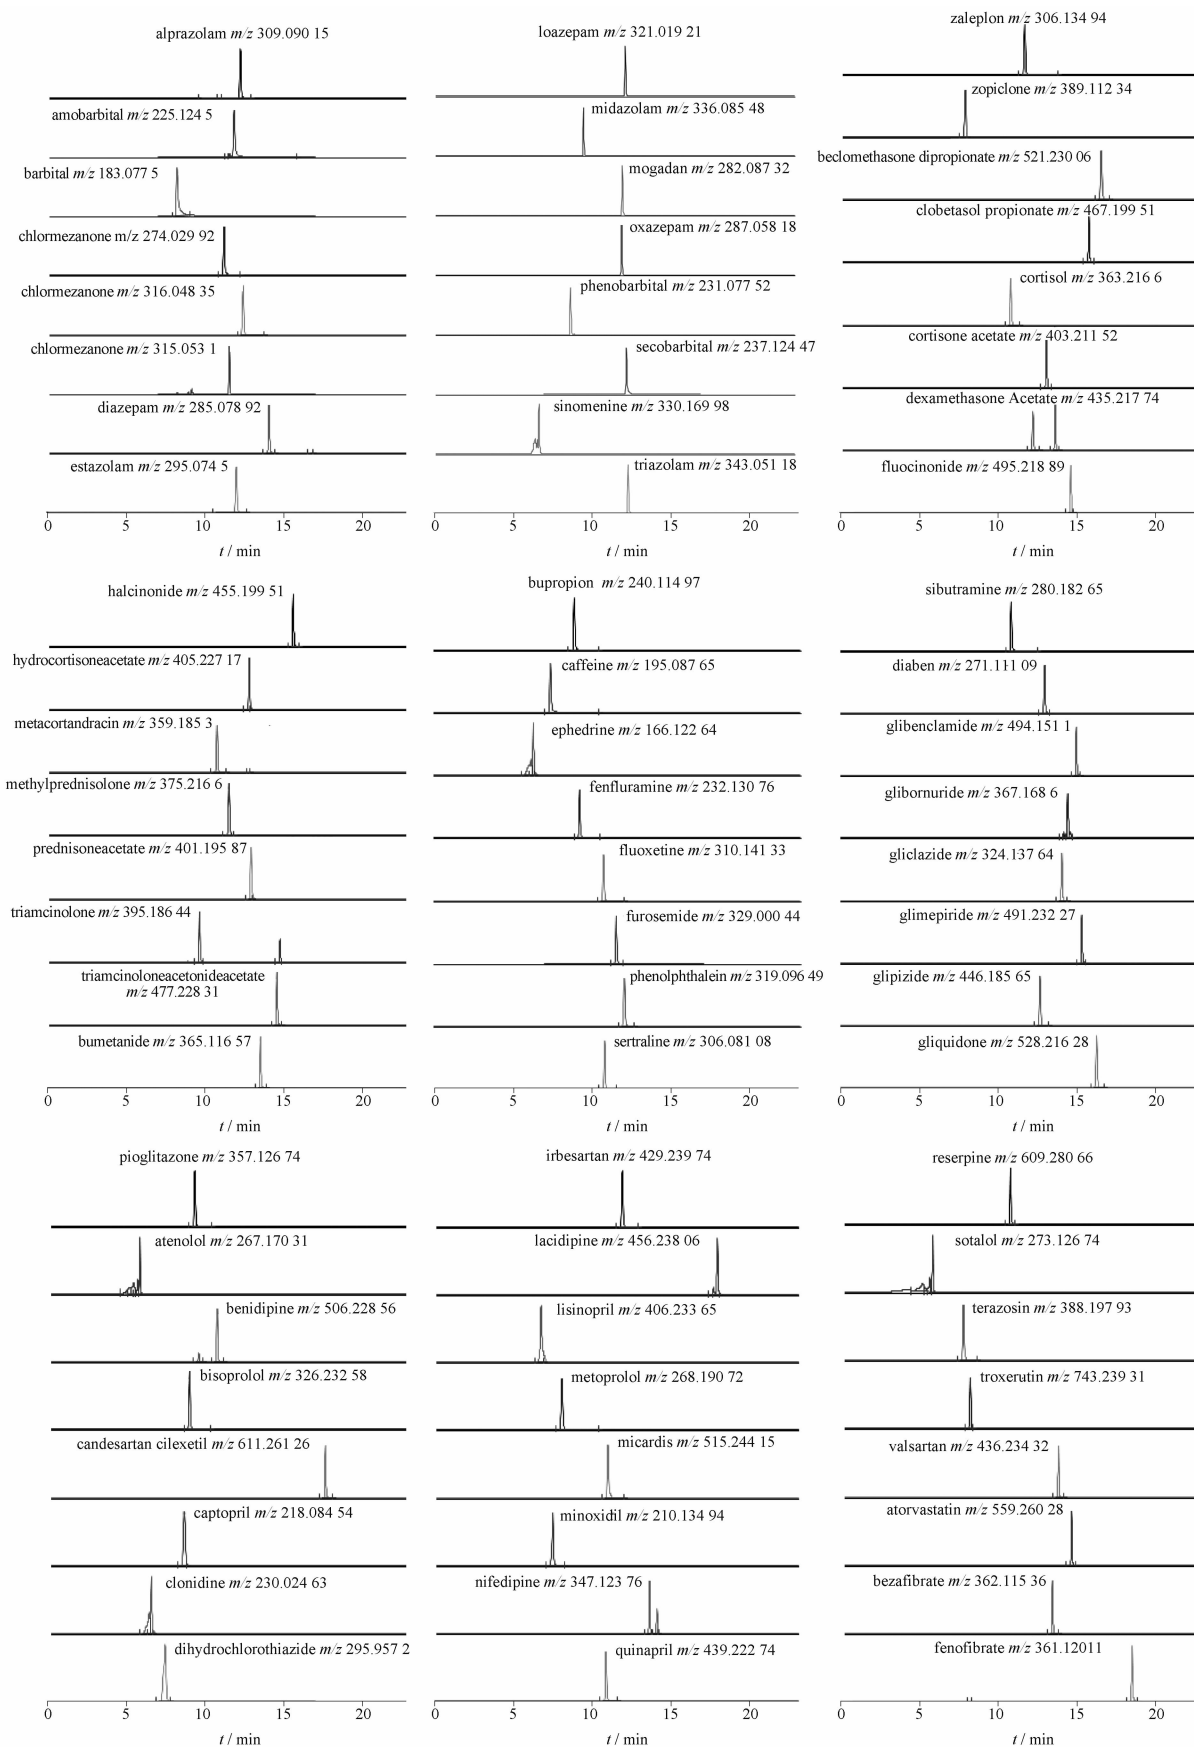 alprazolam m/z 309.090 15
amobarbital m/z 225.124 5
barbital m/z 183.077 5
chlormezanone m/z 274.029 92
chlormezanone m/z 316.048 35
chlormezanone m/z 315.053 1
diazepam m/z 285.078 92
estazolam m/z 295.074 5
0 5 10 15 20
t / min
loazepam m/z 321.019 21
midazolam m/z 336.085 48
mogadan m/z 282.087 32
oxazepam m/z 287.058 18
phenobarbital m/z 231.077 52
secobarbital m/z 237.124 47
sinomenine m/z 330.169 98
triazolam m/z 343.051 18
0 5 10 15 20
t / min
zaleplon m/z 306.134 94
zopiclone m/z 389.112 34
beclomethasone dipropionate m/z 521.230 06
clobetasol propionate m/z 467.199 51
cortisol m/z 363.216 6
cortisone acetate m/z 403.211 52
dexamethasone Acetate m/z 435.217 74
fluocinonide m/z 495.218 89
0 5 10 15 20
t / min
halcinonide m/z 455.199 51
hydrocortisoneacetate m/z 405.227 17
metacortandracin m/z 359.185 3
methylprednisolone m/z 375.216 6
prednisoneacetate m/z 401.195 87
triamcinolone m/z 395.186 44
triamcinoloneacetonideacetate
m/z 477.228 31
bumetanide m/z 365.116 57
0 5 10 15 20
t / min
bupropion m/z 240.114 97
caffeine m/z 195.087 65
ephedrine m/z 166.122 64
fenfluramine m/z 232.130 76
fluoxetine m/z 310.141 33
furosemide m/z 329.000 44
phenolphthalein m/z 319.096 49
sertraline m/z 306.081 08
0 5 10 15 20
t / min
sibutramine m/z 280.182 65
diaben m/z 271.111 09
glibenclamide m/z 494.151 1
glibornuride m/z 367.168 6
gliclazide m/z 324.137 64
glimepiride m/z 491.232 27
glipizide m/z 446.185 65
gliquidone m/z 528.216 28
0 5 10 15 20
t / min
pioglitazone m/z 357.126 74
atenolol m/z 267.170 31
benidipine m/z 506.228 56
bisoprolol m/z 326.232 58
candesartan cilexetil m/z 611.261 26
captopril m/z 218.084 54
clonidine m/z 230.024 63
dihydrochlorothiazide m/z 295.957 2
0 5 10 15 20
t / min
irbesartan m/z 429.239 74
lacidipine m/z 456.238 06
lisinopril m/z 406.233 65
metoprolol m/z 268.190 72
micardis m/z 515.244 15
minoxidil m/z 210.134 94
nifedipine m/z 347.123 76
quinapril m/z 439.222 74
0 5 10 15 20
t / min
reserpine m/z 609.280 66
sotalol m/z 273.126 74
terazosin m/z 388.197 93
troxerutin m/z 743.239 31
valsartan m/z 436.234 32
atorvastatin m/z 559.260 28
bezafibrate m/z 362.115 36
fenofibrate m/z 361.12011
0 5 10 15 20
t / min